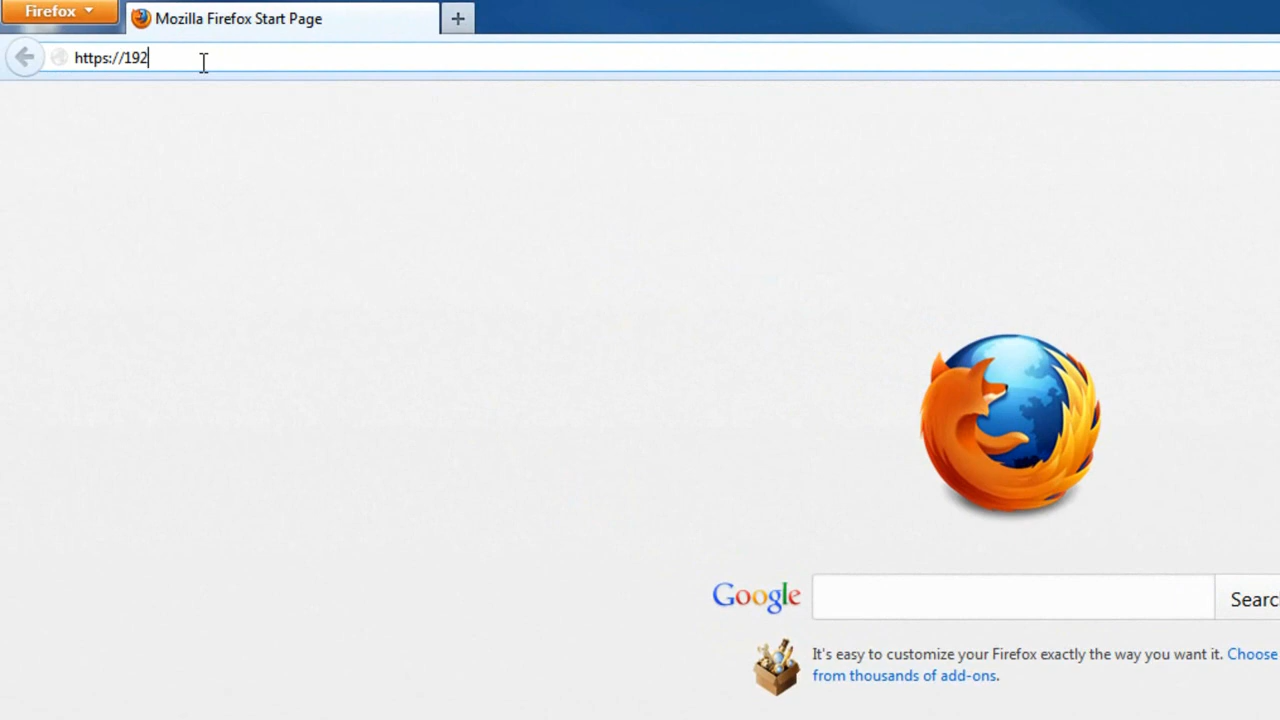 Firefox
Mozilla Firefox Start Page
https://192
Google
Searc
It's easy to customize your Firefox exactly the way you want it. Choose
from thousands of add-ons.